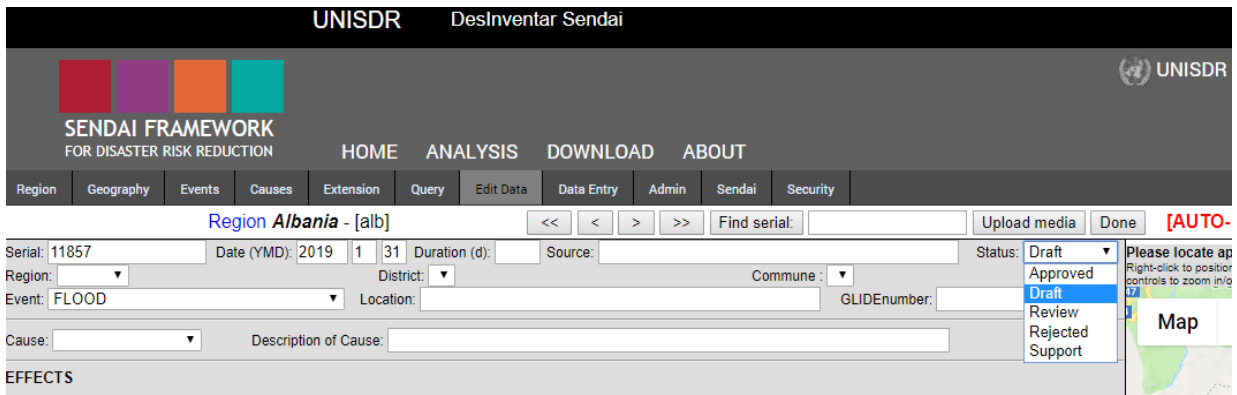 UNISDR DesInventar Sendai
UNISDR
SENDAI FRAMEWORK
FOR DISASTER RISK REDUCTION
HOME ANALYSIS DOWNLOAD ABOUT
Region Geography Events Causes Extension Query Edit Data Data Entry Admin Sendai Security
Region Albania - [alb] << < > >> Find serial: Upload media Done [AUTO-
Serial: 11857 Date (YMD): 2019 1 31 Duration (d): Source: Status: Draft
Please locate ap
Region: District: Commune : Approved
Right-click to position
controls to zoom in/o
Event: FLOOD Location: GLIDEnumber: Draft
47
Review
Map
Cause: Description of Cause: Rejected
Support
EFFECTS